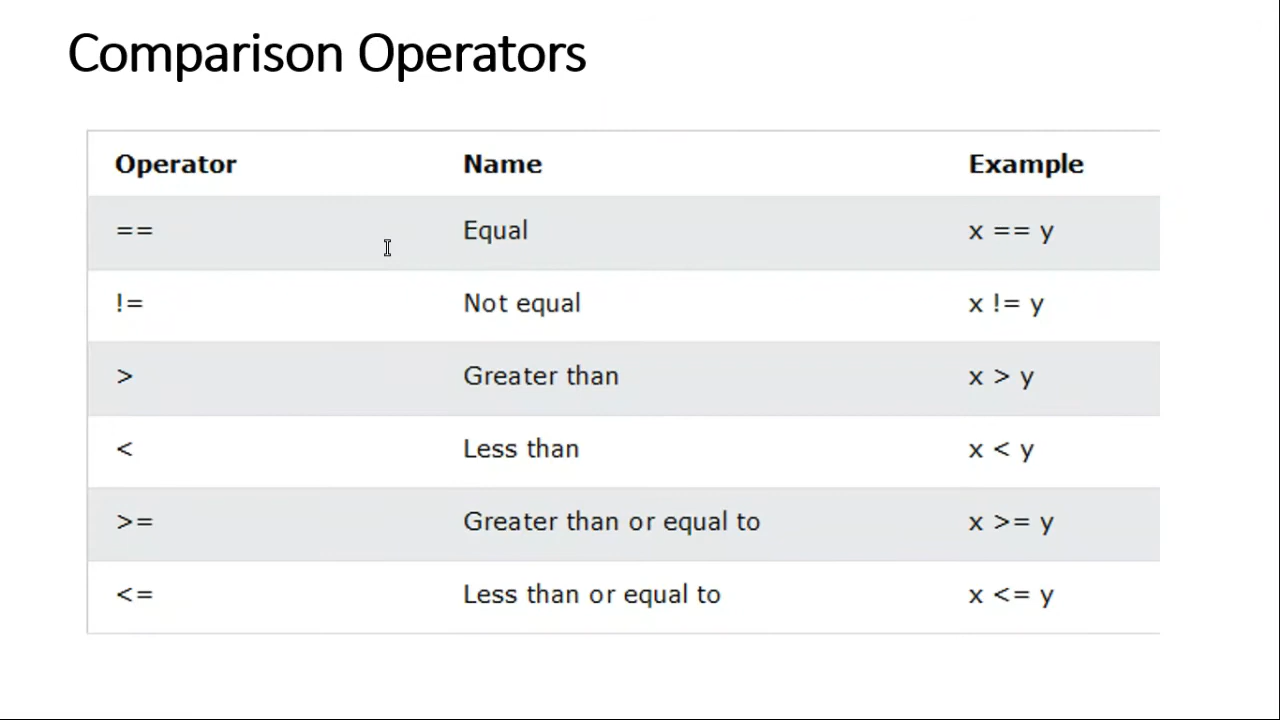 Comparison Operators
Operator Name Example
== Equal x == y
!= Not equal x != y
> Greater than x > y
< Less than x < y
>= Greater than or equal to x >= y
<= Less than or equal to x <= y